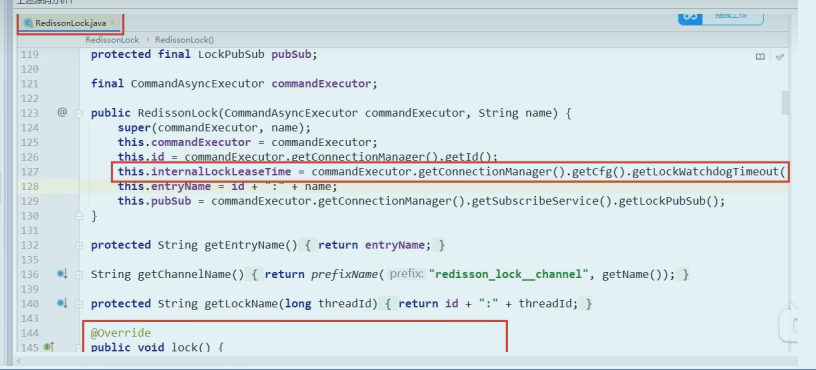 RedissonLock.java
RedissonLock > RedissonLock()
119 protected final LockPubSub pubSub;
120
121 final CommandAsyncExecutor commandExecutor;
122
123 @ public RedissonLock(CommandAsyncExecutor commandExecutor, String name) {
124 super(commandExecutor, name);
125 this.commandExecutor = commandExecutor;
126 this.id = commandExecutor.getConnectionManager().getId();
127 this.internalLockLeaseTime = commandExecutor.getConnectionManager().getCfg().getLockWatchdogTimeout(
128 this.entryName = id + ":" + name;
129 this.pubSub = commandExecutor.getConnectionManager().getSubscribeService().getLockPubSub();
130 }
131
132 protected String getEntryName() { return entryName; }
135
136 String getChannelName() { return prefixName( prefix: "redisson_lock__channel", getName()); }
139
140 protected String getLockName(long threadId) { return id + ":" + threadId; }
143
144 @Override
145 public void lock() {